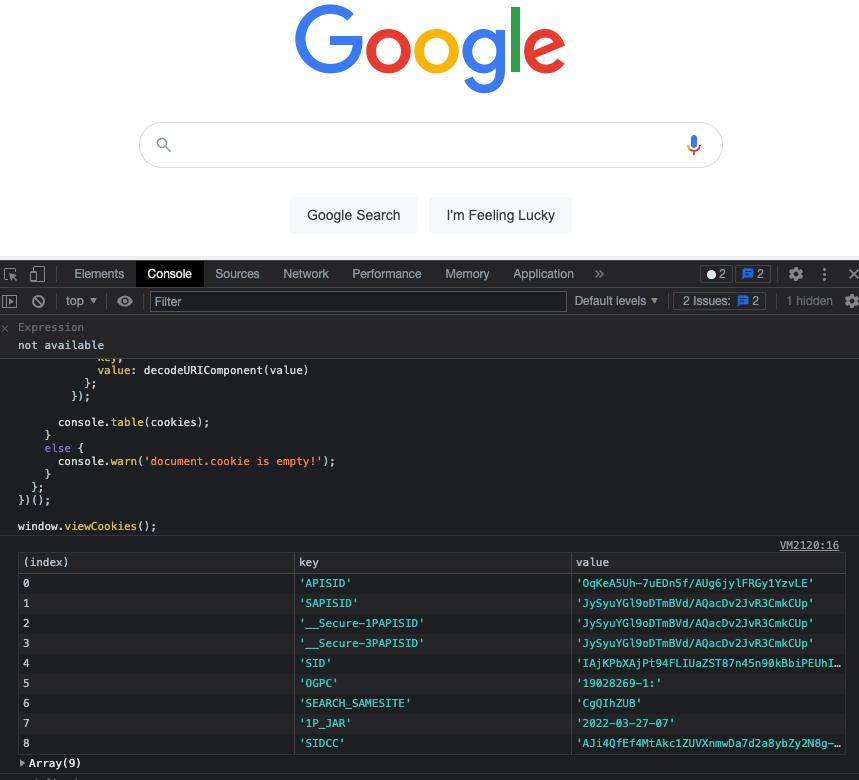 Google
Google Search I'm Feeling Lucky
Elements Console Sources Network Performance Memory Application » 2 2
top Filter Default levels 2 Issues: 2 1 hidden
Expression
not available
key,
value: decodeURIComponent(value)
};
});
console.table(cookies);
}
else {
console.warn('document.cookie is empty!');
}
};
})();
window.viewCookies();
VM2120:16
(index) key value
0 'APISID' 'OqKeA5Uh-7uEDn5f/AUg6jylFRGy1YzvLE'
1 'SAPISID' 'JySyuYGl9oDTmBVd/AQacDv2JvR3CmkCUp'
2 '__Secure-1PAPISID' 'JySyuYGl9oDTmBVd/AQacDv2JvR3CmkCUp'
3 '__Secure-3PAPISID' 'JySyuYGl9oDTmBVd/AQacDv2JvR3CmkCUp'
4 'SID' 'IAjKPbXAjPt94FLIUaZST87n45n90kBbiPEUhI…
5 'OGPC' '19028269-1:'
6 'SEARCH_SAMESITE' 'CgQIhZUB'
7 '1P_JAR' '2022-03-27-07'
8 'SIDCC' 'AJi4QfEf4MtAkc1ZUVXnmwDa7d2a8ybZy2N8g-…
Array(9)